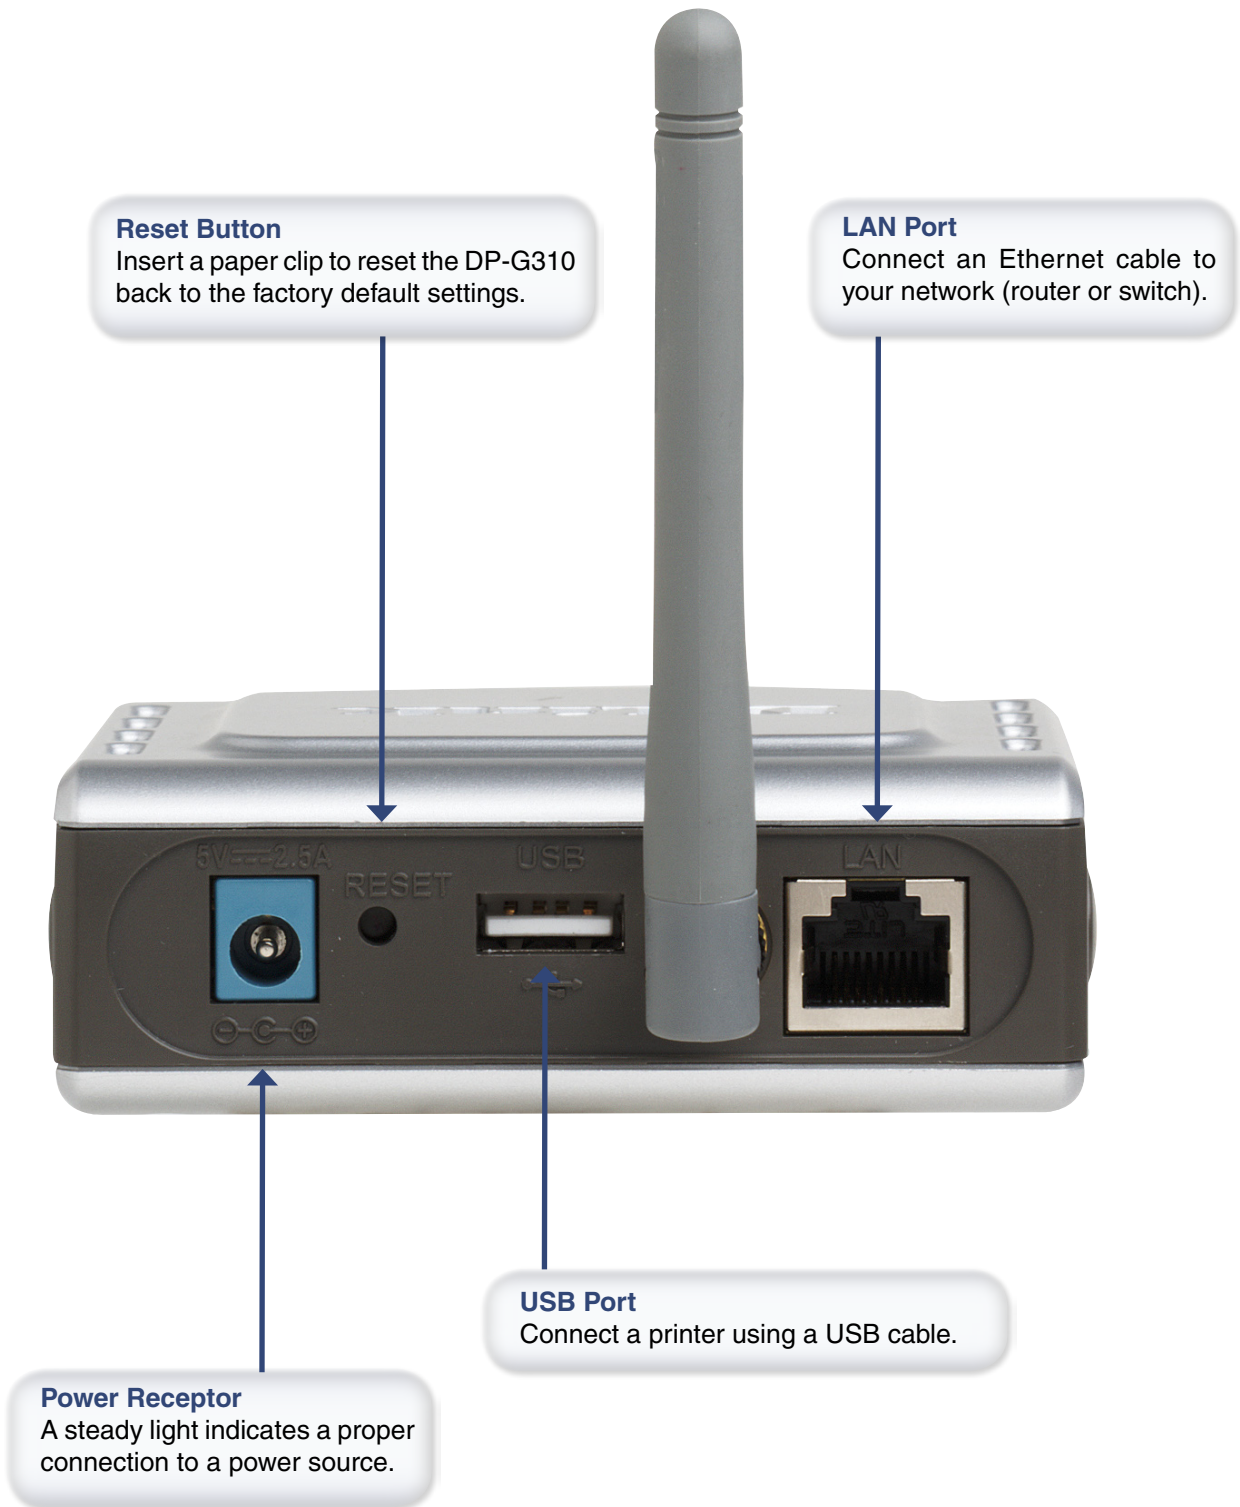 Reset Button
Insert a paper clip to reset the DP-G310
back to the factory default settings.
LAN Port
Connect an Ethernet cable to
your network (router or switch).
5V 2.5A
RESET
USB
LAN
USB Port
Connect a printer using a USB cable.
Power Receptor
A steady light indicates a proper
connection to a power source.